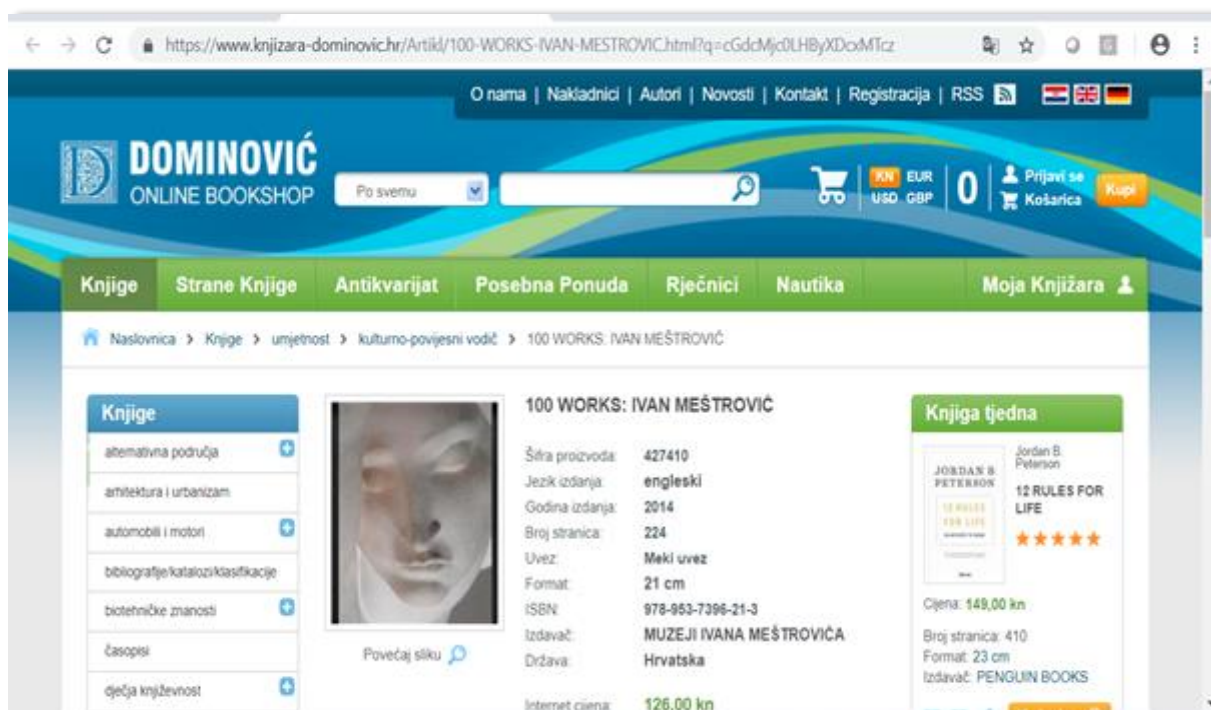 https://www.knjizara-dominovic.hr/Artikl/100-WORKS-IVAN-MESTROVIC.html?q=cGdcMjc0LHByXDcxMTcz
O nama | Nakladnici | Autori | Novosti | Kontakt | Registracija | RSS
DOMINOVIĆ
ONLINE BOOKSHOP
Po svemu
KN EUR
USD GBP
0
Prijavi se
Košarica
Kupi
Knjige Strane Knjige Antikvarijat Posebna Ponuda Rječnici Nautika Moja Knjižara
Naslovnica > Knjige > umjetnost > kulturno-povijesni vodič > 100 WORKS: IVAN MEŠTROVIĆ
Knjige
alternativna područja
arhitektura i urbanizam
automobili i motori
bibliografije/katalozi/klasifikacije
biotehničke znanosti
časopisi
dječja književnost
Povećaj sliku
100 WORKS: IVAN MEŠTROVIĆ
Šifra proizvoda: 427410
Jezik izdanja: engleski
Godina izdanja: 2014
Broj stranica: 224
Uvez: Meki uvez
Format: 21 cm
ISBN: 978-953-7396-21-3
Izdavač: MUZEJI IVANA MEŠTROVIĆA
Država: Hrvatska
Internet cijena: 126,00 kn
Knjiga tjedna
JORDAN B.
PETERSON
12 RULES
FOR LIFE
Jordan B.
Peterson
12 RULES FOR
LIFE
Cijena: 149,00 kn
Broj stranica: 410
Format: 23 cm
Izdavač: PENGUIN BOOKS